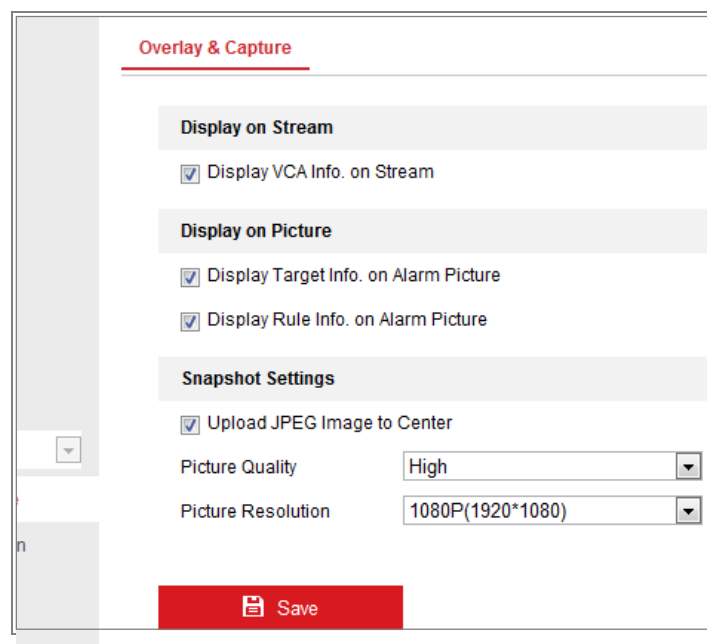 Overlay & Capture
Display on Stream
Display VCA Info. on Stream
Display on Picture
Display Target Info. on Alarm Picture
Display Rule Info. on Alarm Picture
Snapshot Settings
Upload JPEG Image to Center
Picture Quality High
Picture Resolution 1080P(1920*1080)
n
Save